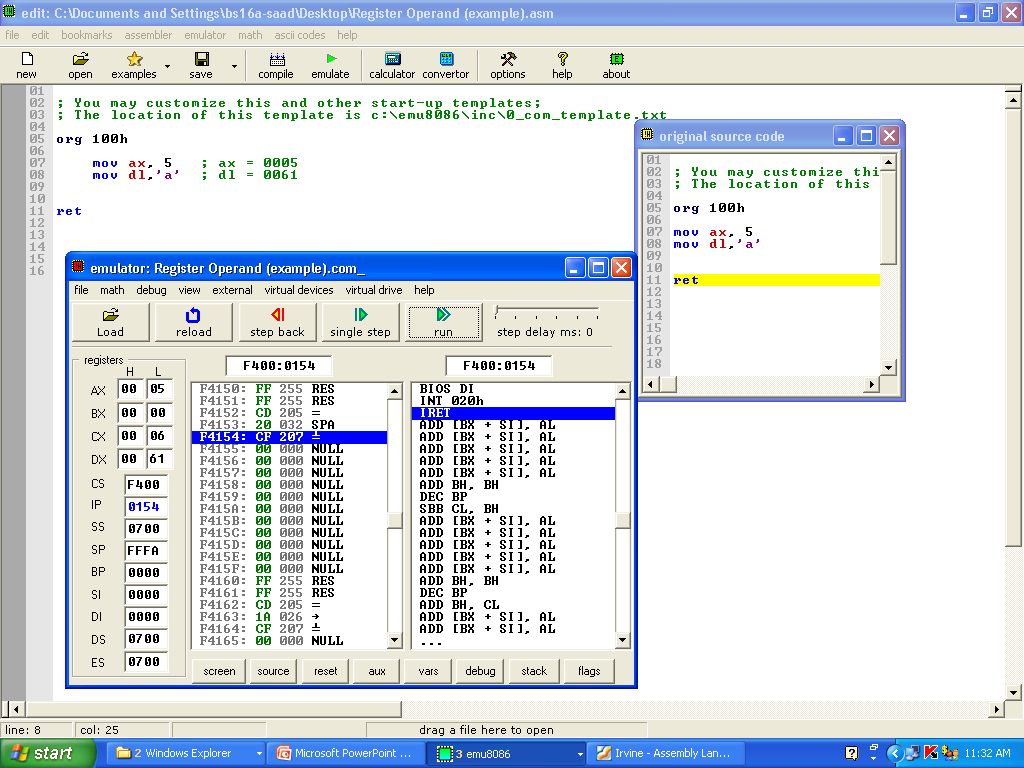 edit: C:\Documents and Settings\bs16a-saad\Desktop\Register Operand (example).asm
file edit bookmarks assembler emulator math ascii codes help
new open examples save compile emulate calculator convertor options help about
01
02 ; You may customize this and other start-up templates;
03 ; The location of this template is c:\emu8086\inc\0_com_template.txt
04
05 org 100h
06
07 mov ax, 5 ; ax = 0005
08 mov dl,'a' ; dl = 0061
09
10
11 ret
12
13
14
15
16
original source code
01
02 ; You may customize thi
03 ; The location of this
04
05 org 100h
06
07 mov ax, 5
08 mov dl,'a'
09
10
11 ret
12
13
14
15
16
17
18
emulator: Register Operand (example).com_
file math debug view external virtual devices virtual drive help
Load reload step back single step run step delay ms: 0
registers
H L
AX 00 05
BX 00 00
CX 00 06
DX 00 61
CS F400
IP 0154
SS 0700
SP FFFA
BP 0000
SI 0000
DI 0000
DS 0700
ES 0700
F400:0154
F4150: FF 255 RES
F4151: FF 255 RES
F4152: CD 205 =
F4153: 20 032 SPA
F4154: CF 207 ╧
F4155: 00 000 NULL
F4156: 00 000 NULL
F4157: 00 000 NULL
F4158: 00 000 NULL
F4159: 00 000 NULL
F415A: 00 000 NULL
F415B: 00 000 NULL
F415C: 00 000 NULL
F415D: 00 000 NULL
F415E: 00 000 NULL
F415F: 00 000 NULL
F4160: FF 255 RES
F4161: FF 255 RES
F4162: CD 205 =
F4163: 1A 026 →
F4164: CF 207 ╧
F4165: 00 000 NULL
F400:0154
BIOS DI
INT 020h
IRET
ADD [BX + SI], AL
ADD [BX + SI], AL
ADD [BX + SI], AL
ADD [BX + SI], AL
ADD [BX + SI], AL
ADD BH, BH
DEC BP
SBB CL, BH
ADD [BX + SI], AL
ADD [BX + SI], AL
ADD [BX + SI], AL
ADD [BX + SI], AL
ADD [BX + SI], AL
ADD BH, BH
DEC BP
ADD BH, CL
ADD [BX + SI], AL
ADD [BX + SI], AL
...
screen source reset aux vars debug stack flags
line: 8 col: 25 drag a file here to open
start 2 Windows Explorer Microsoft PowerPoint ... 3 emu8086 Irvine - Assembly Lan... 11:32 AM